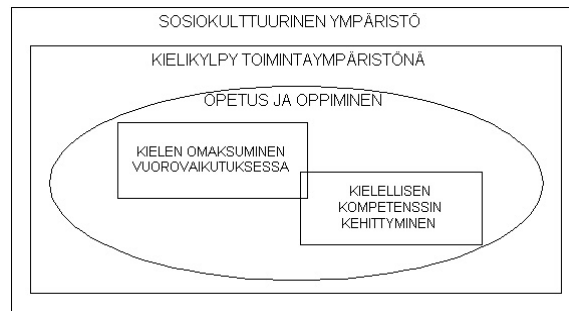 SOSIOKULTTUURINEN YMPÄRISTÖ
KIELIKYLPY TOIMINTAYMPÄRISTÖNÄ
OPETUS JA OPPIMINEN
KIELEN OMAKSUMINEN
VUOROVAIKUTUKSESSA
KIELELLISEN
KOMPETENSSIN
KEHITTYMINEN